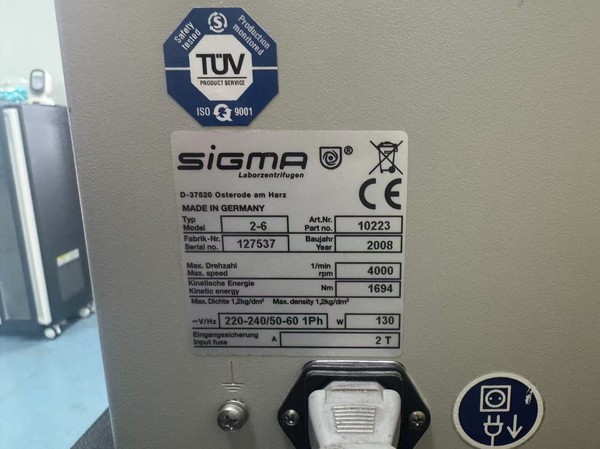 Safety tested
Production monitored
TÜV
PRODUCT SERVICE
ISO 9001
SIGMA ®
Laborzentrifugen
D-37520 Osterode am Harz
MADE IN GERMANY
CE
Typ Art.Nr.
Model 2-6 Part no. 10223
Fabrik-Nr. Baujahr
Serial no. 127537 Year 2008
Max. Drehzahl 1/min
Max. speed rpm 4000
Kinetische Energie
Kinetic energy Nm 1694
Max. Dichte 1,2kg/dm³ Max. density 1,2kg/dm³
~V/Hz 220-240/50-60 1Ph W 130
Eingangssicherung
Input fuse A 2 T